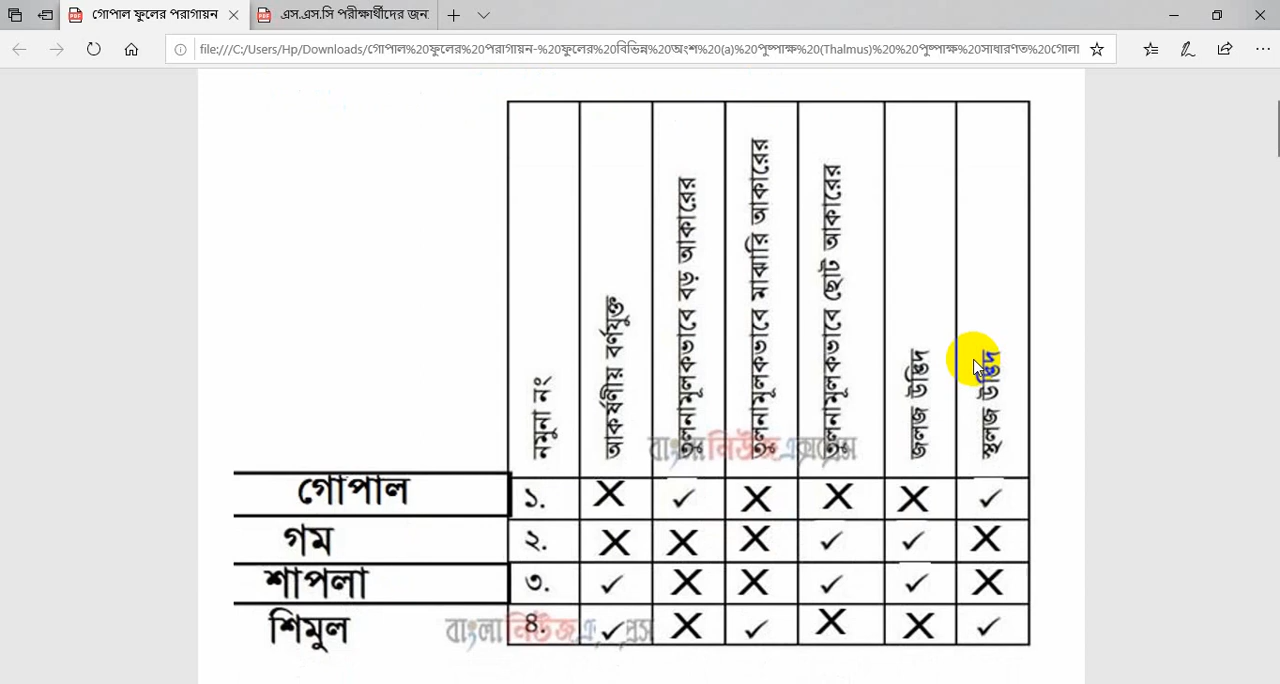 গোপাল ফুলের পরাগায়ন
এস.এস.সি পরীক্ষার্থীদের জন
file:///C:/Users/Hp/Downloads/গোপাল%20ফুলের%20পরাগায়ন-%20ফুলের%20বিভিন্ন%20অংশ%20(a)%20পুষ্পাক্ষ%20(Thalmus)%20%20পুষ্পাক্ষ%20সাধারণত%20গোলা
নমুনা নং
আকর্ষণীয় বর্ণযুক্ত
তুলনামূলকভাবে বড় আকারের
তুলনামূলকভাবে মাঝারি আকারের
তুলনামূলকভাবে ছোট আকারের
জলজ উদ্ভিদ
স্থলজ উদ্ভিদ
বাংলা নিউজ এক্সপ্রেস
গোপাল ১. X ✓ X X X ✓
গম ২. X X X ✓ ✓ X
শাপলা ৩. ✓ X X ✓ ✓ X
শিমুল ৪. ✓ X ✓ X X ✓
বাংলা নিউজ